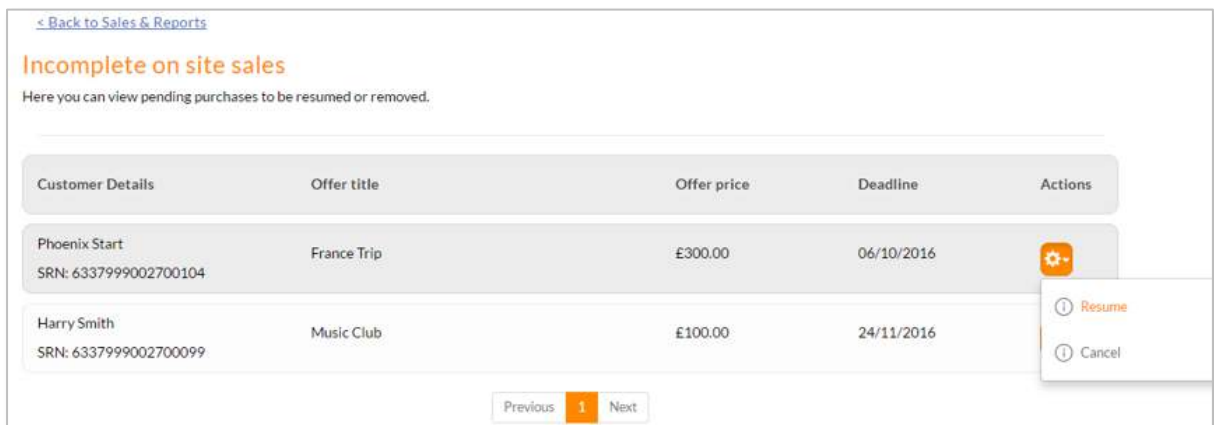 < Back to Sales & Reports
Incomplete on site sales
Here you can view pending purchases to be resumed or removed.
Customer Details Offer title Offer price Deadline Actions
Phoenix Start
SRN: 6337999002700104
France Trip £300.00 06/10/2016
Resume
Harry Smith
SRN: 6337999002700099
Music Club £100.00 24/11/2016
Cancel
Previous 1 Next